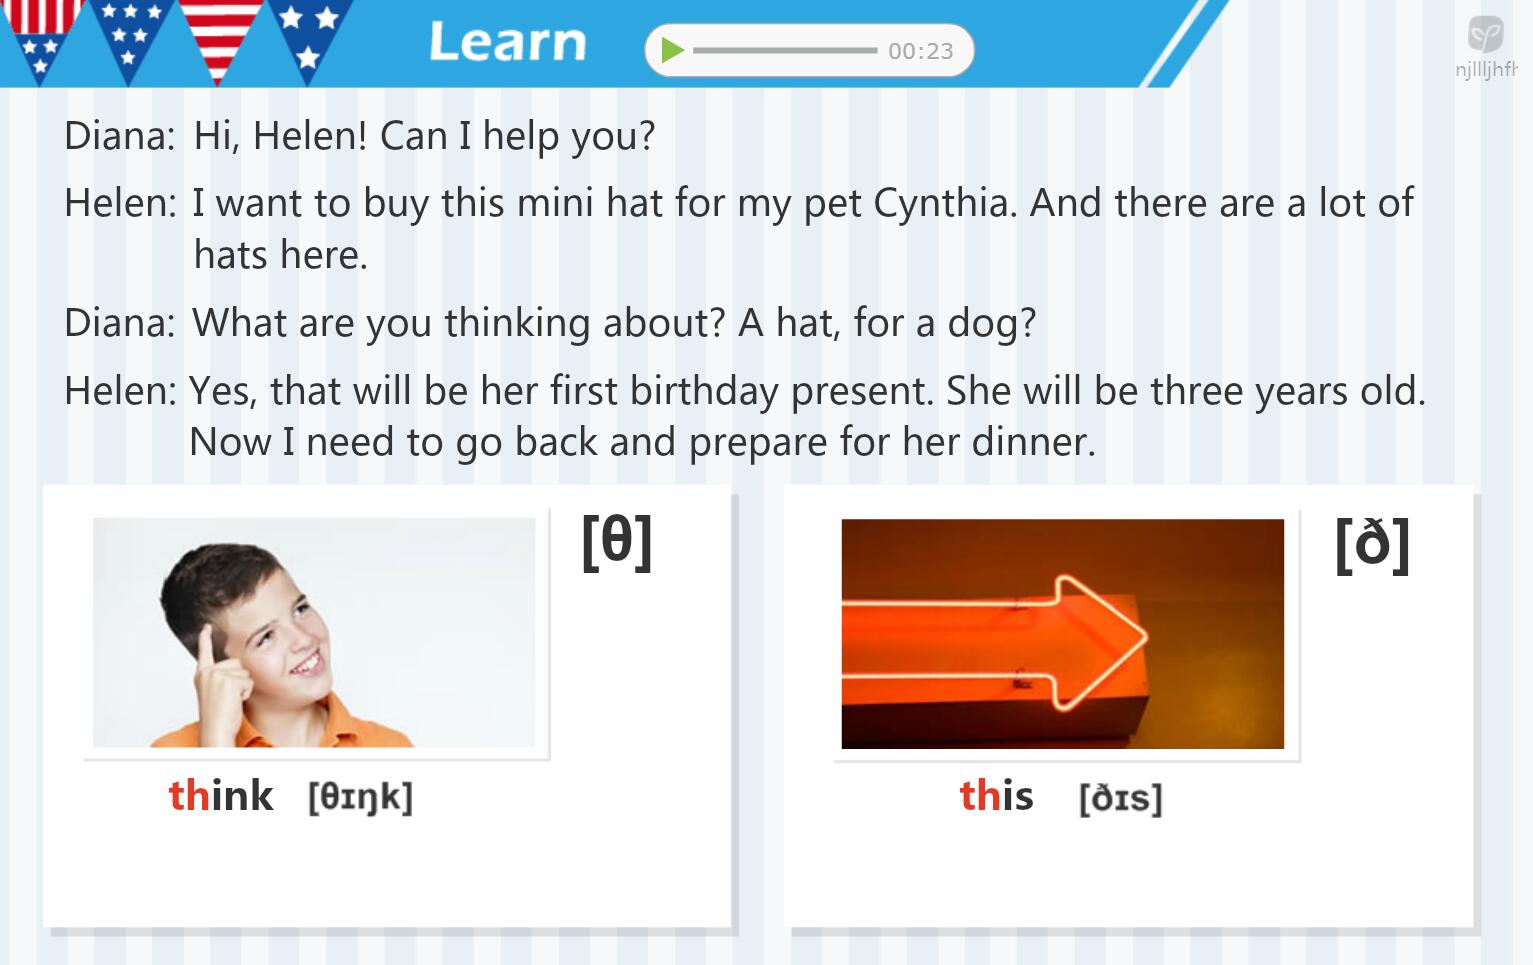 Learn
00:23
njllljhfh
Diana: Hi, Helen! Can I help you?
Helen: I want to buy this mini hat for my pet Cynthia. And there are a lot of
hats here.
Diana: What are you thinking about? A hat, for a dog?
Helen: Yes, that will be her first birthday present. She will be three years old.
Now I need to go back and prepare for her dinner.
[θ]
[ð]
think [θɪŋk]
this [ðɪs]